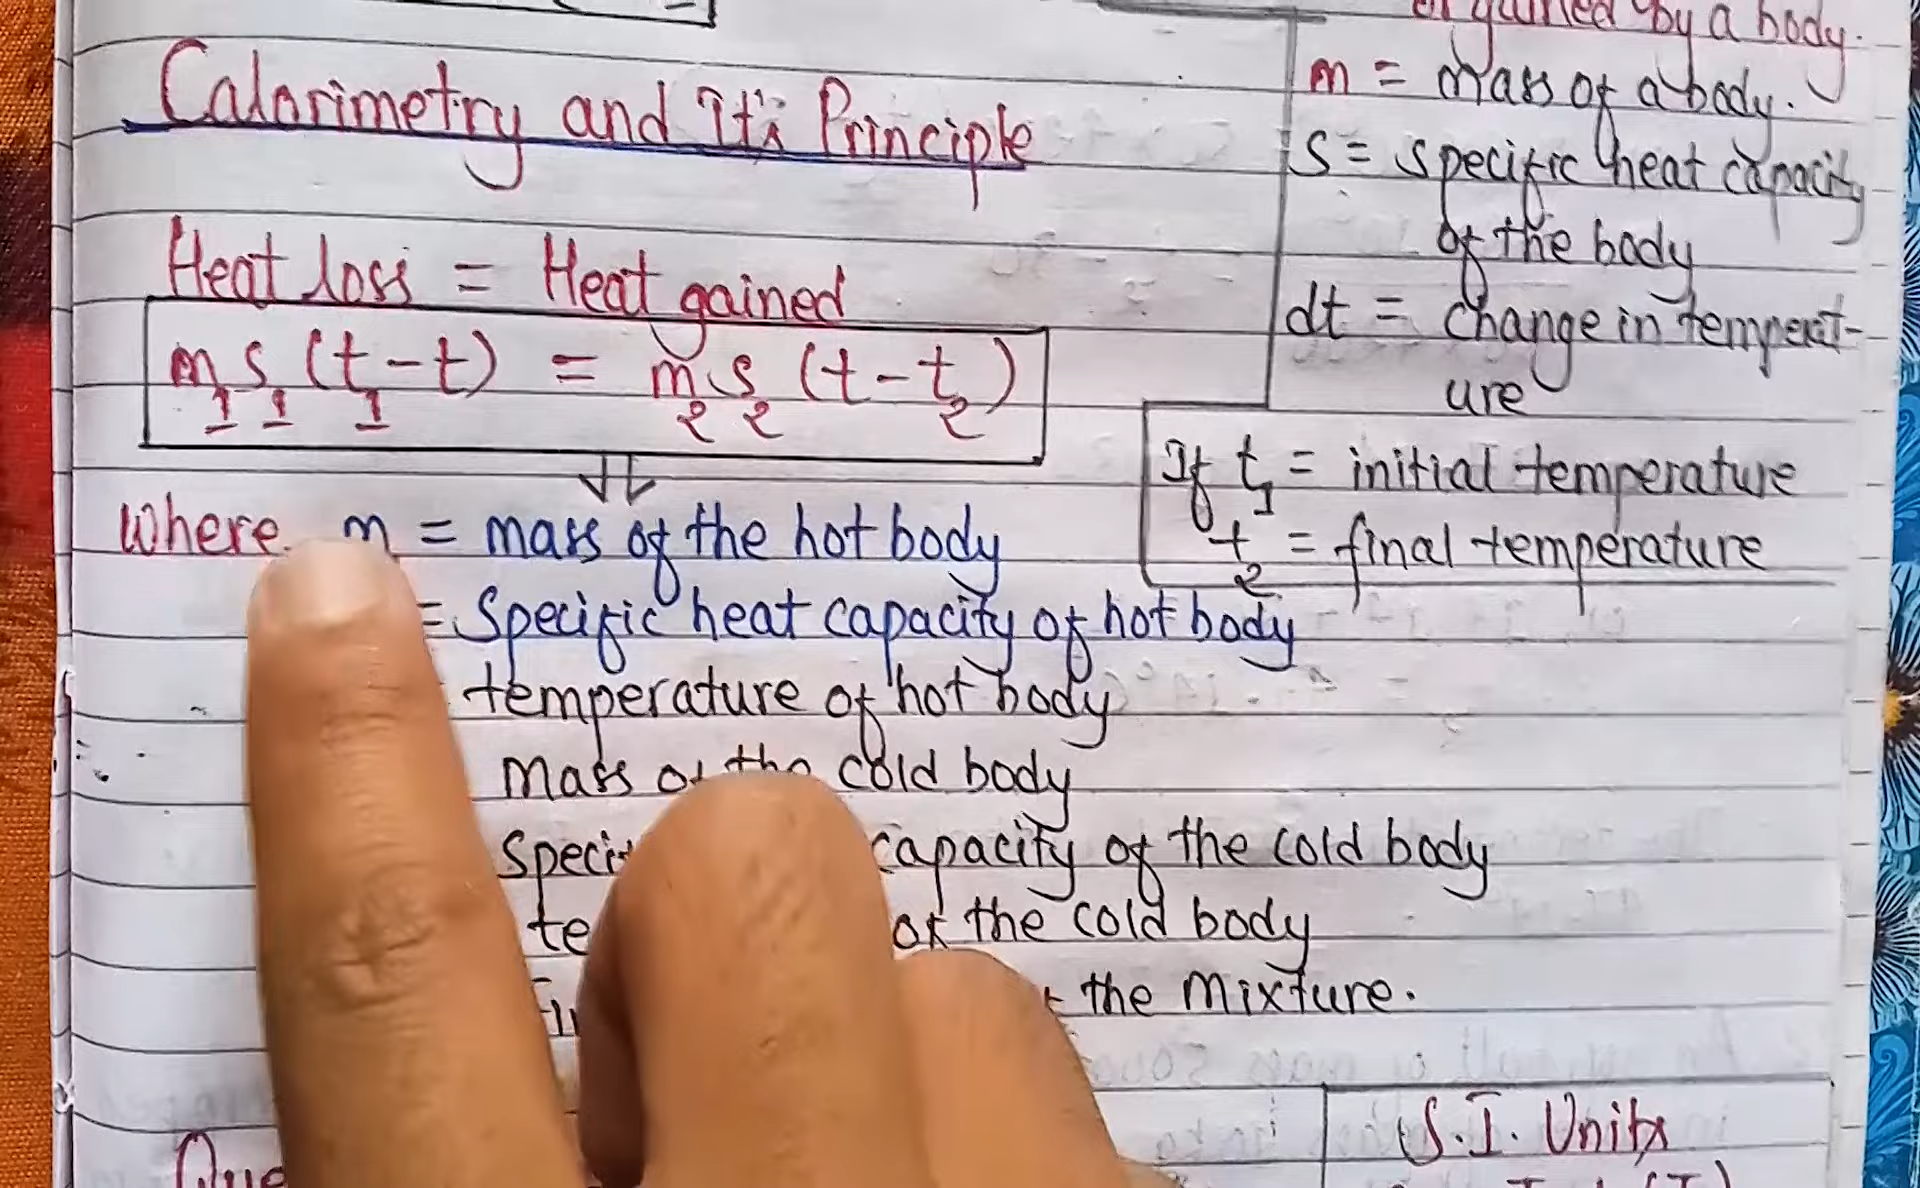 Calorimetry and It's Principle
Heat loss = Heat gained
m₁s₁(t₁-t) = m₂s₂(t-t₂)
where m = mass of the hot body
= Specific heat capacity of hot body
temperature of hot body
Mass of the cold body
capacity of the cold body
of the cold body
the Mixture.
gained by a body.
m = mass of a body.
s = specific heat capacity
of the body
dt = change in temperat-
ure
If t₁ = initial temperature
t₂ = final temperature
S.I. Units